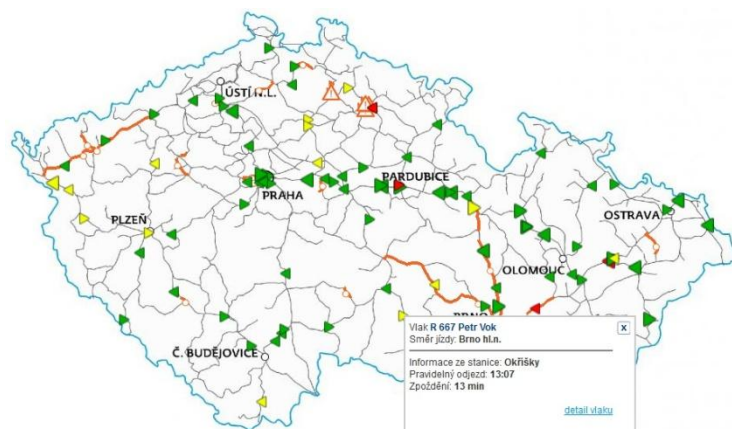 ÚSTÍ N.L.
PARDUBICE
PRAHA
OSTRAVA
PLZEŇ
OLOMOUC
BRNO
Č. BUDĚJOVICE
Vlak R 667 Petr Vok
x
Směr jízdy: Brno hl.n.
Informace ze stanice: Okříšky
Pravidelný odjezd: 13:07
Zpoždění: 13 min
detail vlaku